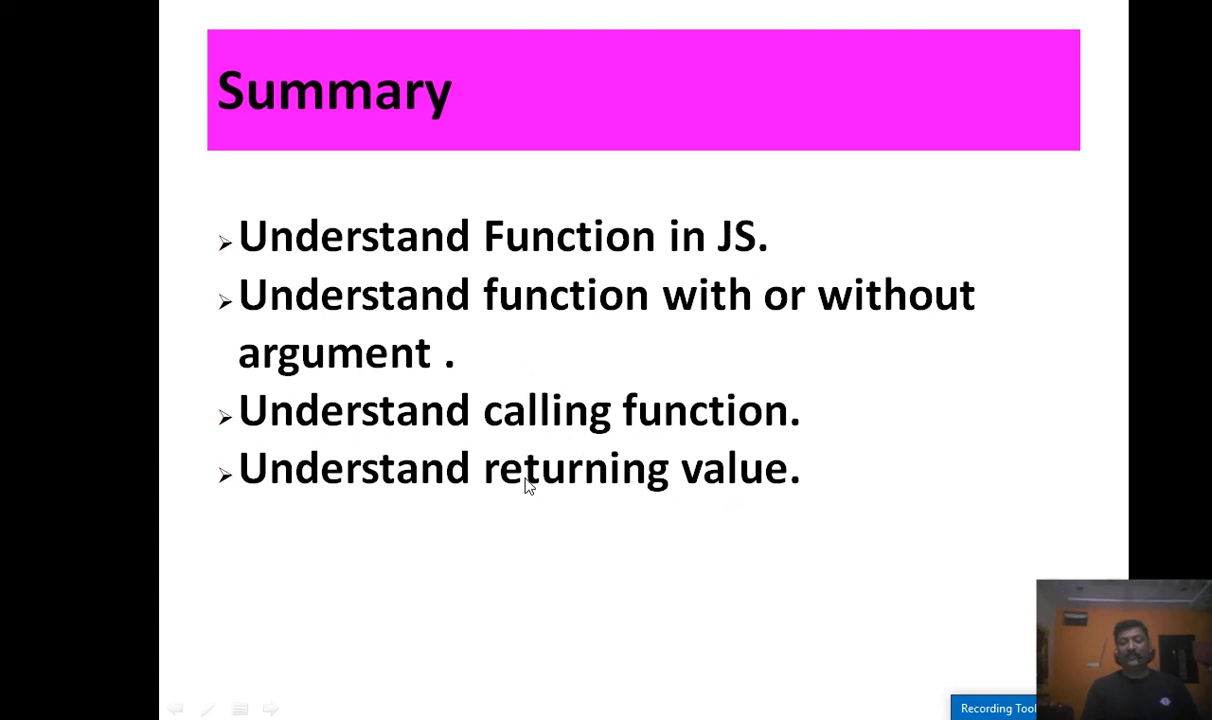 Summary
Understand Function in JS.
Understand function with or without
argument .
Understand calling function.
Understand returning value.
Recording Tool